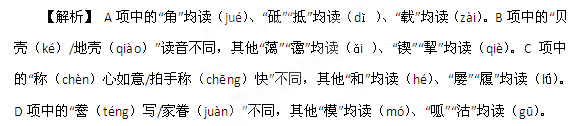 【解析】 A 项中的“角”均读（jué）、“砥”“抵”均读（dǐ ）、“载”均读（zài）。B 项中的“贝
壳（ké）/地壳（qiào）”读音不同，其他“蔼”“霭”均读（ǎi ）、“锲”“挈”均读（qiè）。C 项中
的“称（chèn）心如意/拍手称（chēng）快”不同，其他“和”均读（hé）、“屡”“履”均读（lǚ）。
D 项中的“誊（téng）写/家眷（juàn）”不同，其他“模”均读（mó）、“呱”“沽”均读（gū）。